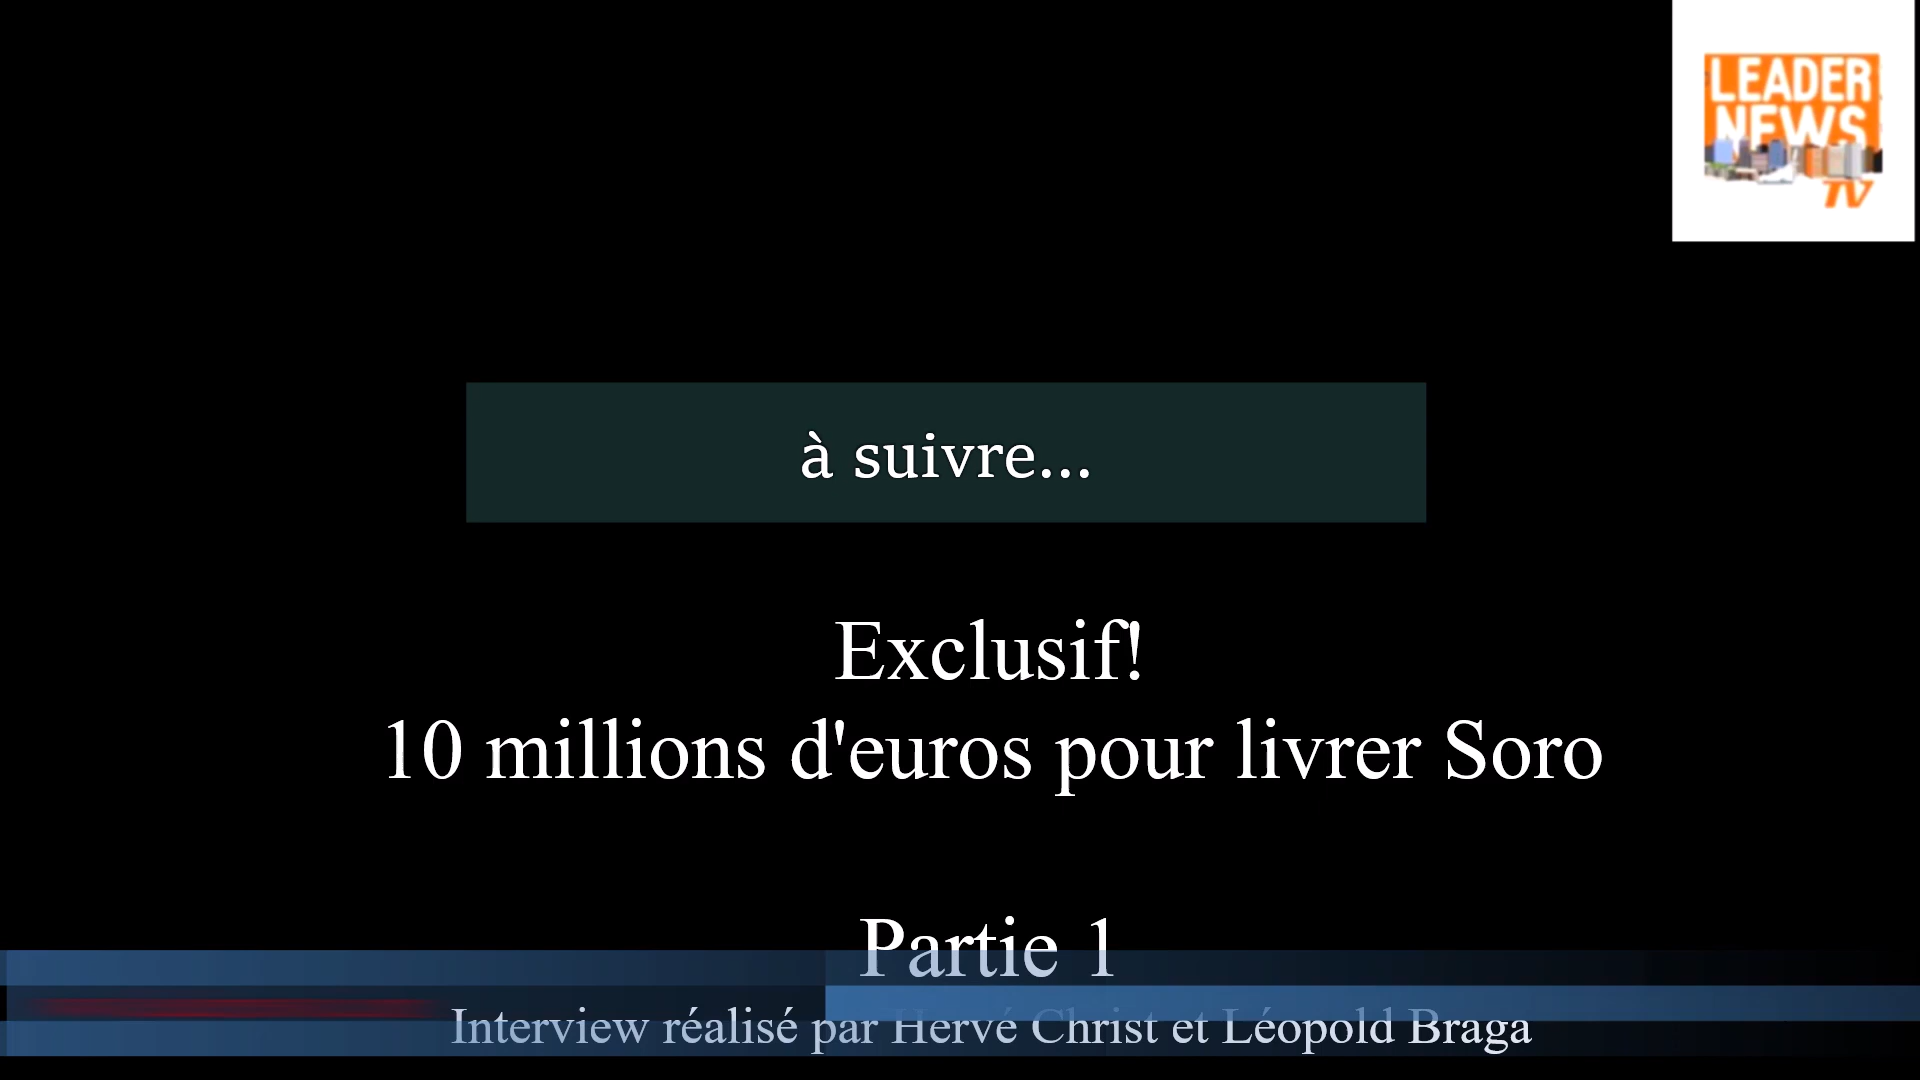 LEADER
NEWS
TV
à suivre...
Exclusif!
10 millions d'euros pour livrer Soro
Partie 1
Interview réalisé par Hervé Christ et Léopold Braga